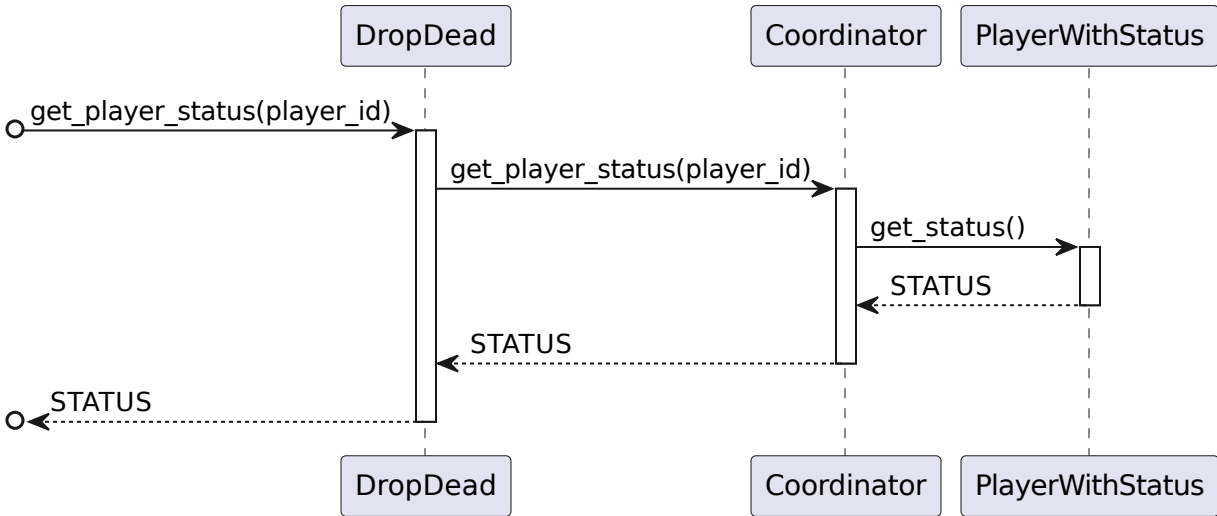 DropDead
Coordinator
PlayerWithStatus
get_player_status(player_id)
get_player_status(player_id)
get_status()
STATUS
STATUS
STATUS
DropDead
Coordinator
PlayerWithStatus